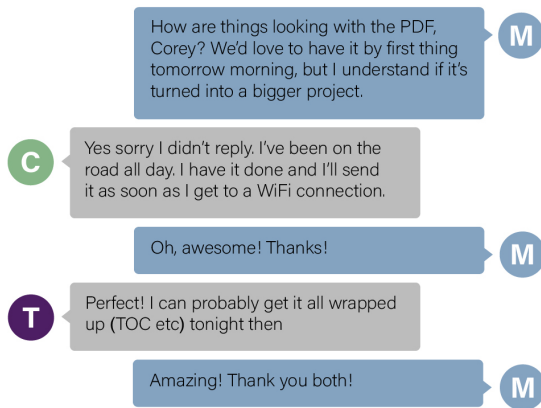 How are things looking with the PDF,
Corey? We'd love to have it by first thing
tomorrow morning, but I understand if it's
turned into a bigger project.
M
Yes sorry I didn't reply. I've been on the
road all day. I have it done and I'll send
it as soon as I get to a WiFi connection.
C
Oh, awesome! Thanks!
M
Perfect! I can probably get it all wrapped
up (TOC etc) tonight then
T
Amazing! Thank you both!
M